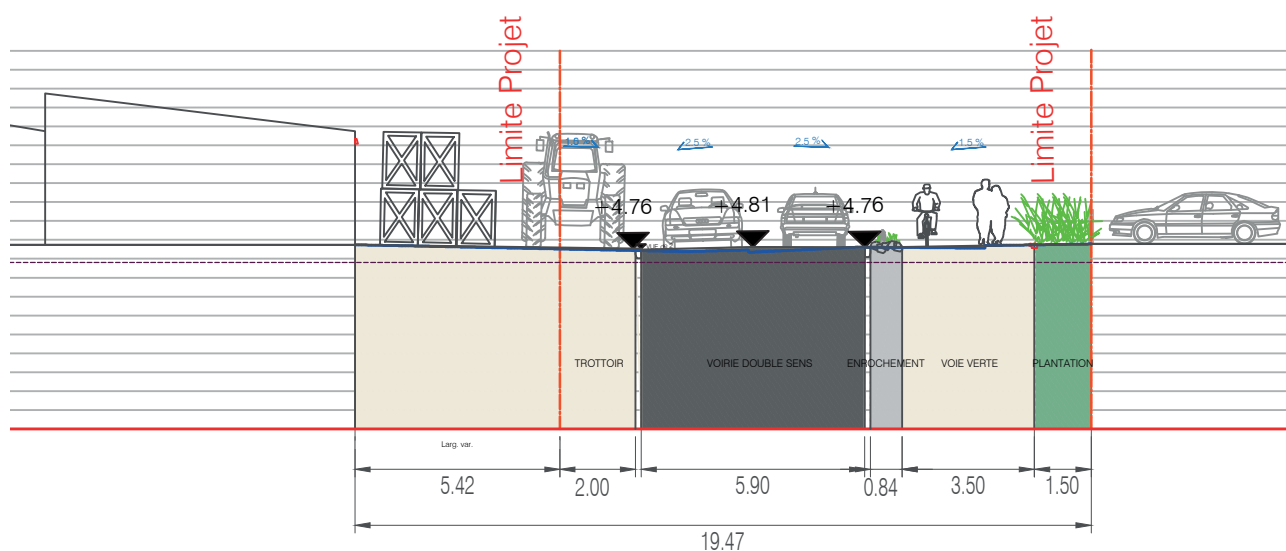 Limite Projet
Limite Projet
1.5 %
2.5 %
2.5 %
1.5 %
+4.76
+4.81
+4.76
TROTTOIR
VOIRIE DOUBLE SENS
ENROCHEMENT
VOIE VERTE
PLANTATION
Larg. var.
5.42
2.00
5.90
0.84
3.50
1.50
19.47